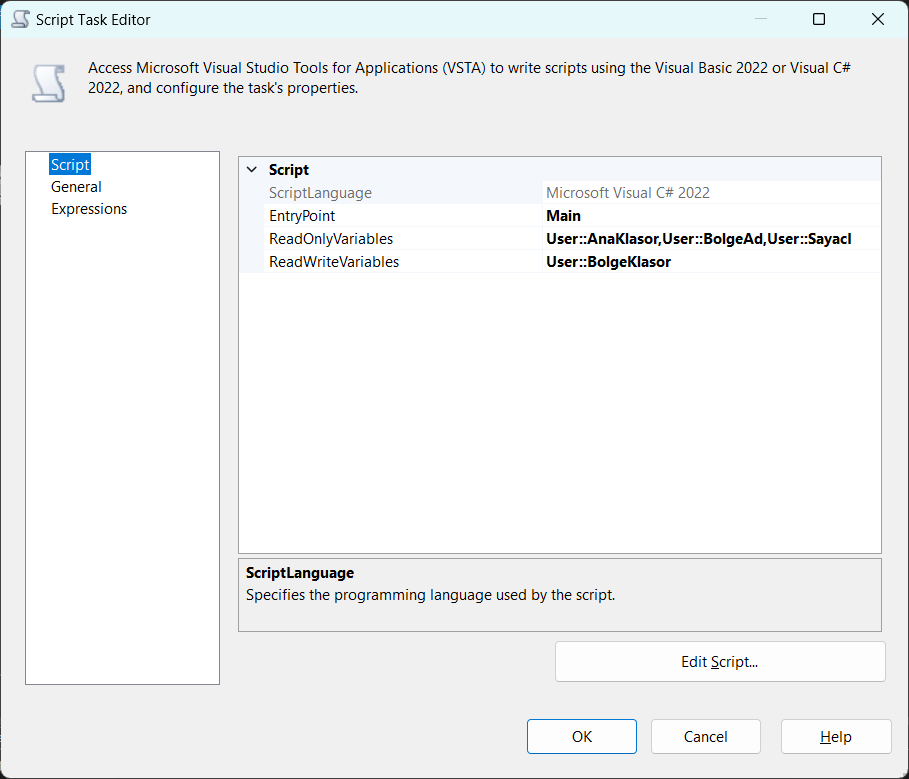 Script Task Editor
Access Microsoft Visual Studio Tools for Applications (VSTA) to write scripts using the Visual Basic 2022 or Visual C#
2022, and configure the task's properties.
Script
General
Expressions
Script
ScriptLanguage Microsoft Visual C# 2022
EntryPoint Main
ReadOnlyVariables User::AnaKlasor,User::BolgeAd,User::SayacI
ReadWriteVariables User::BolgeKlasor
ScriptLanguage
Specifies the programming language used by the script.
Edit Script...
OK Cancel Help